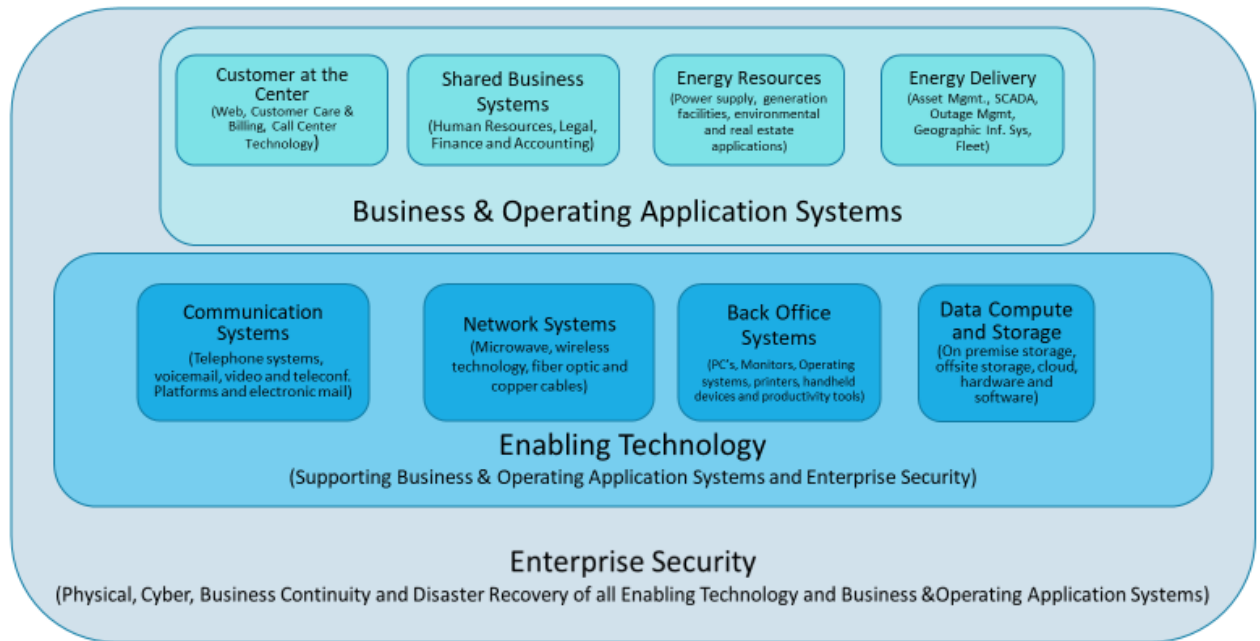 Customer at the
Center
(Web, Customer Care &
Billing, Call Center
Technology)
Shared Business
Systems
(Human Resources, Legal,
Finance and Accounting)
Energy Resources
(Power supply, generation
facilities, environmental
and real estate
applications)
Energy Delivery
(Asset Mgmt., SCADA,
Outage Mgmt,
Geographic Inf. Sys,
Fleet)
Business & Operating Application Systems
Communication
Systems
(Telephone systems,
voicemail, video and teleconf.
Platforms and electronic mail)
Network Systems
(Microwave, wireless
technology, fiber optic and
copper cables)
Back Office
Systems
(PC's, Monitors, Operating
systems, printers, handheld
devices and productivity tools)
Data Compute
and Storage
(On premise storage,
offsite storage, cloud,
hardware and
software)
Enabling Technology
(Supporting Business & Operating Application Systems and Enterprise Security)
Enterprise Security
(Physical, Cyber, Business Continuity and Disaster Recovery of all Enabling Technology and Business &Operating Application Systems)